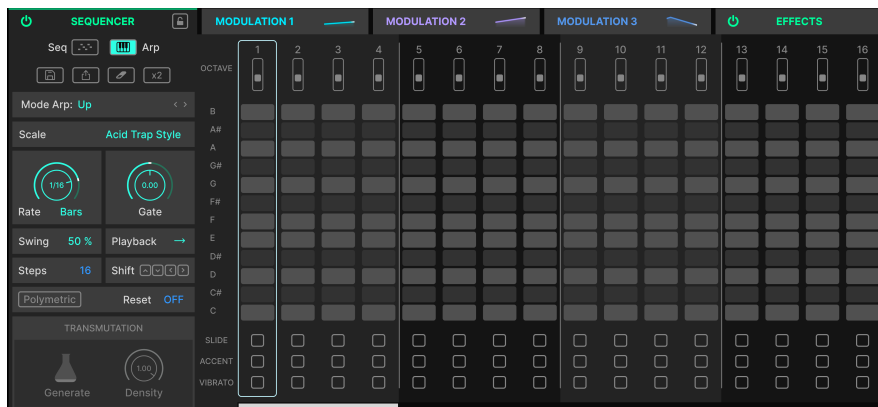 SEQUENCER MODULATION 1 MODULATION 2 MODULATION 3 EFFECTS
Seq Arp
x2
OCTAVE 1 2 3 4 5 6 7 8 9 10 11 12 13 14 15 16
Mode Arp: Up
Scale Acid Trap Style
1/16 0.00
Rate Bars Gate
Swing 50 % Playback
Steps 16 Shift
Polymetric Reset OFF
TRANSMUTATION
1.00
Generate Density
B
A#
A
G#
G
F#
F
E
D#
D
C#
C
SLIDE
ACCENT
VIBRATO